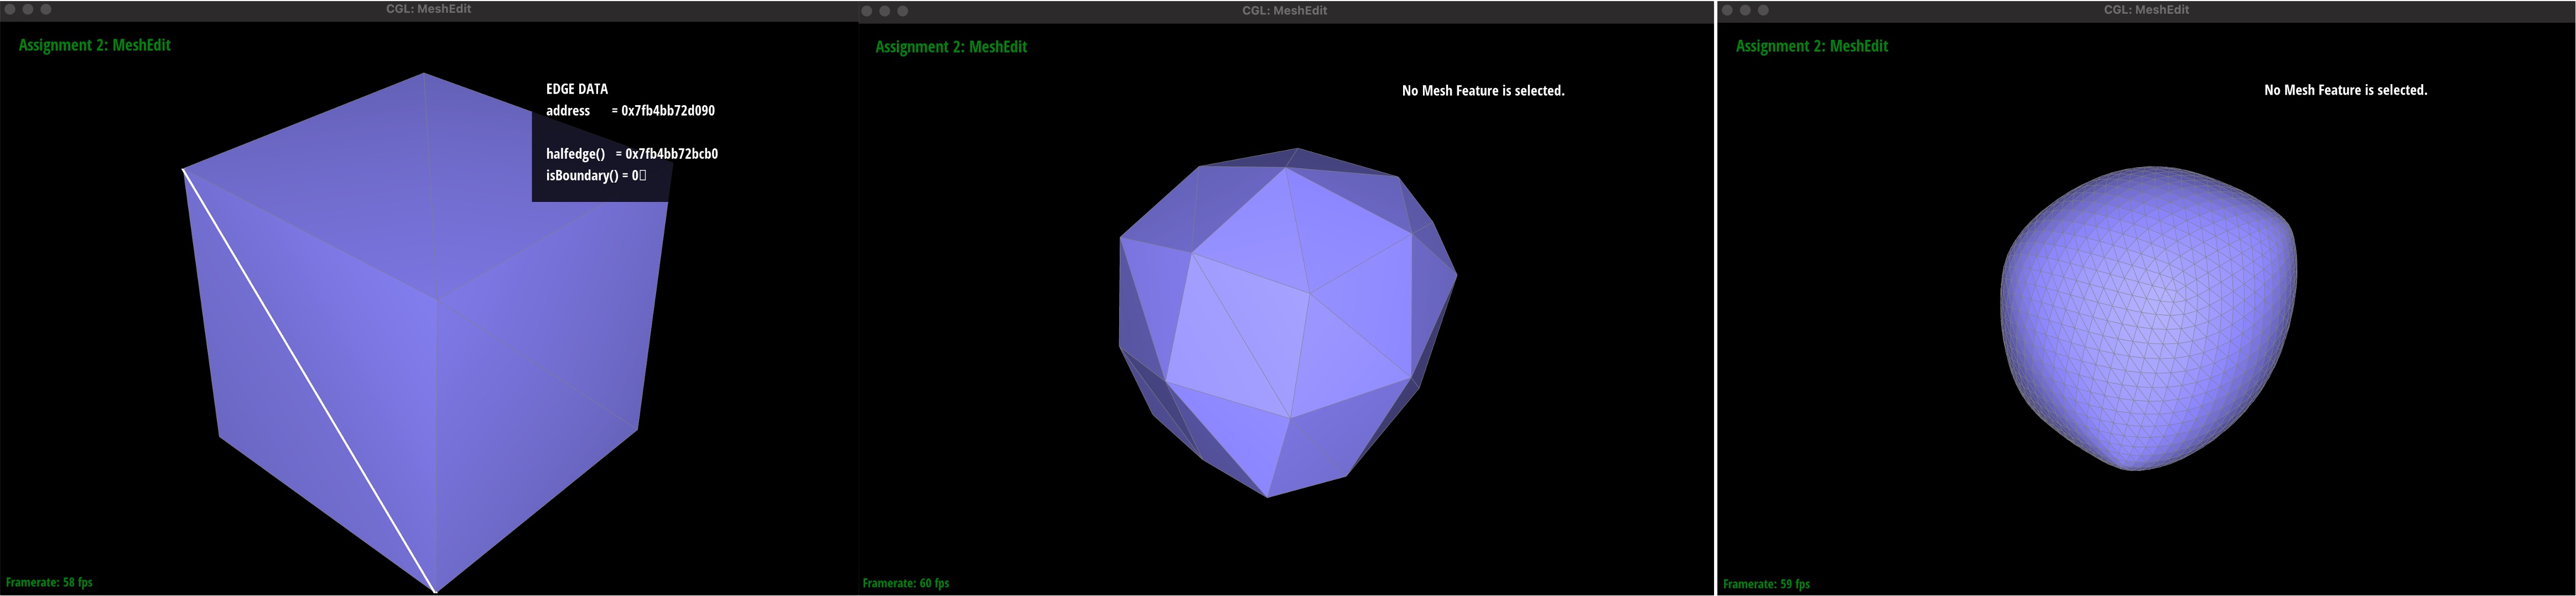 CGL: MeshEdit
Assignment 2: MeshEdit
EDGE DATA
address = 0x7fb4bb72d090
halfedge() = 0x7fb4bb72bcb0
isBoundary() = 0▯
Framerate: 58 fps
CGL: MeshEdit
Assignment 2: MeshEdit
No Mesh Feature is selected.
Framerate: 60 fps
CGL: MeshEdit
Assignment 2: MeshEdit
No Mesh Feature is selected.
Framerate: 59 fps